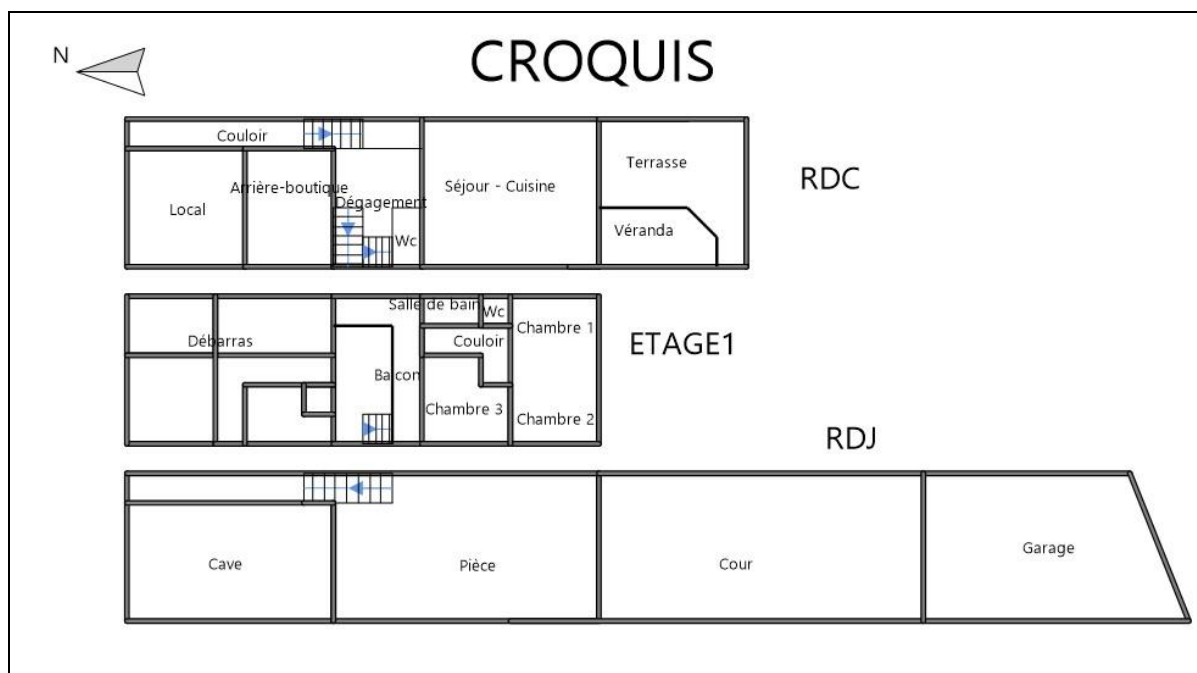 N
CROQUIS
Couloir
Terrasse
RDC
Arrière-boutique
Séjour - Cuisine
Dégagement
Local
Véranda
Wc
Salle de bain
Wc
Chambre 1
Débarras
Couloir
ETAGE1
Balcon
Chambre 3
Chambre 2
RDJ
Cave
Pièce
Cour
Garage